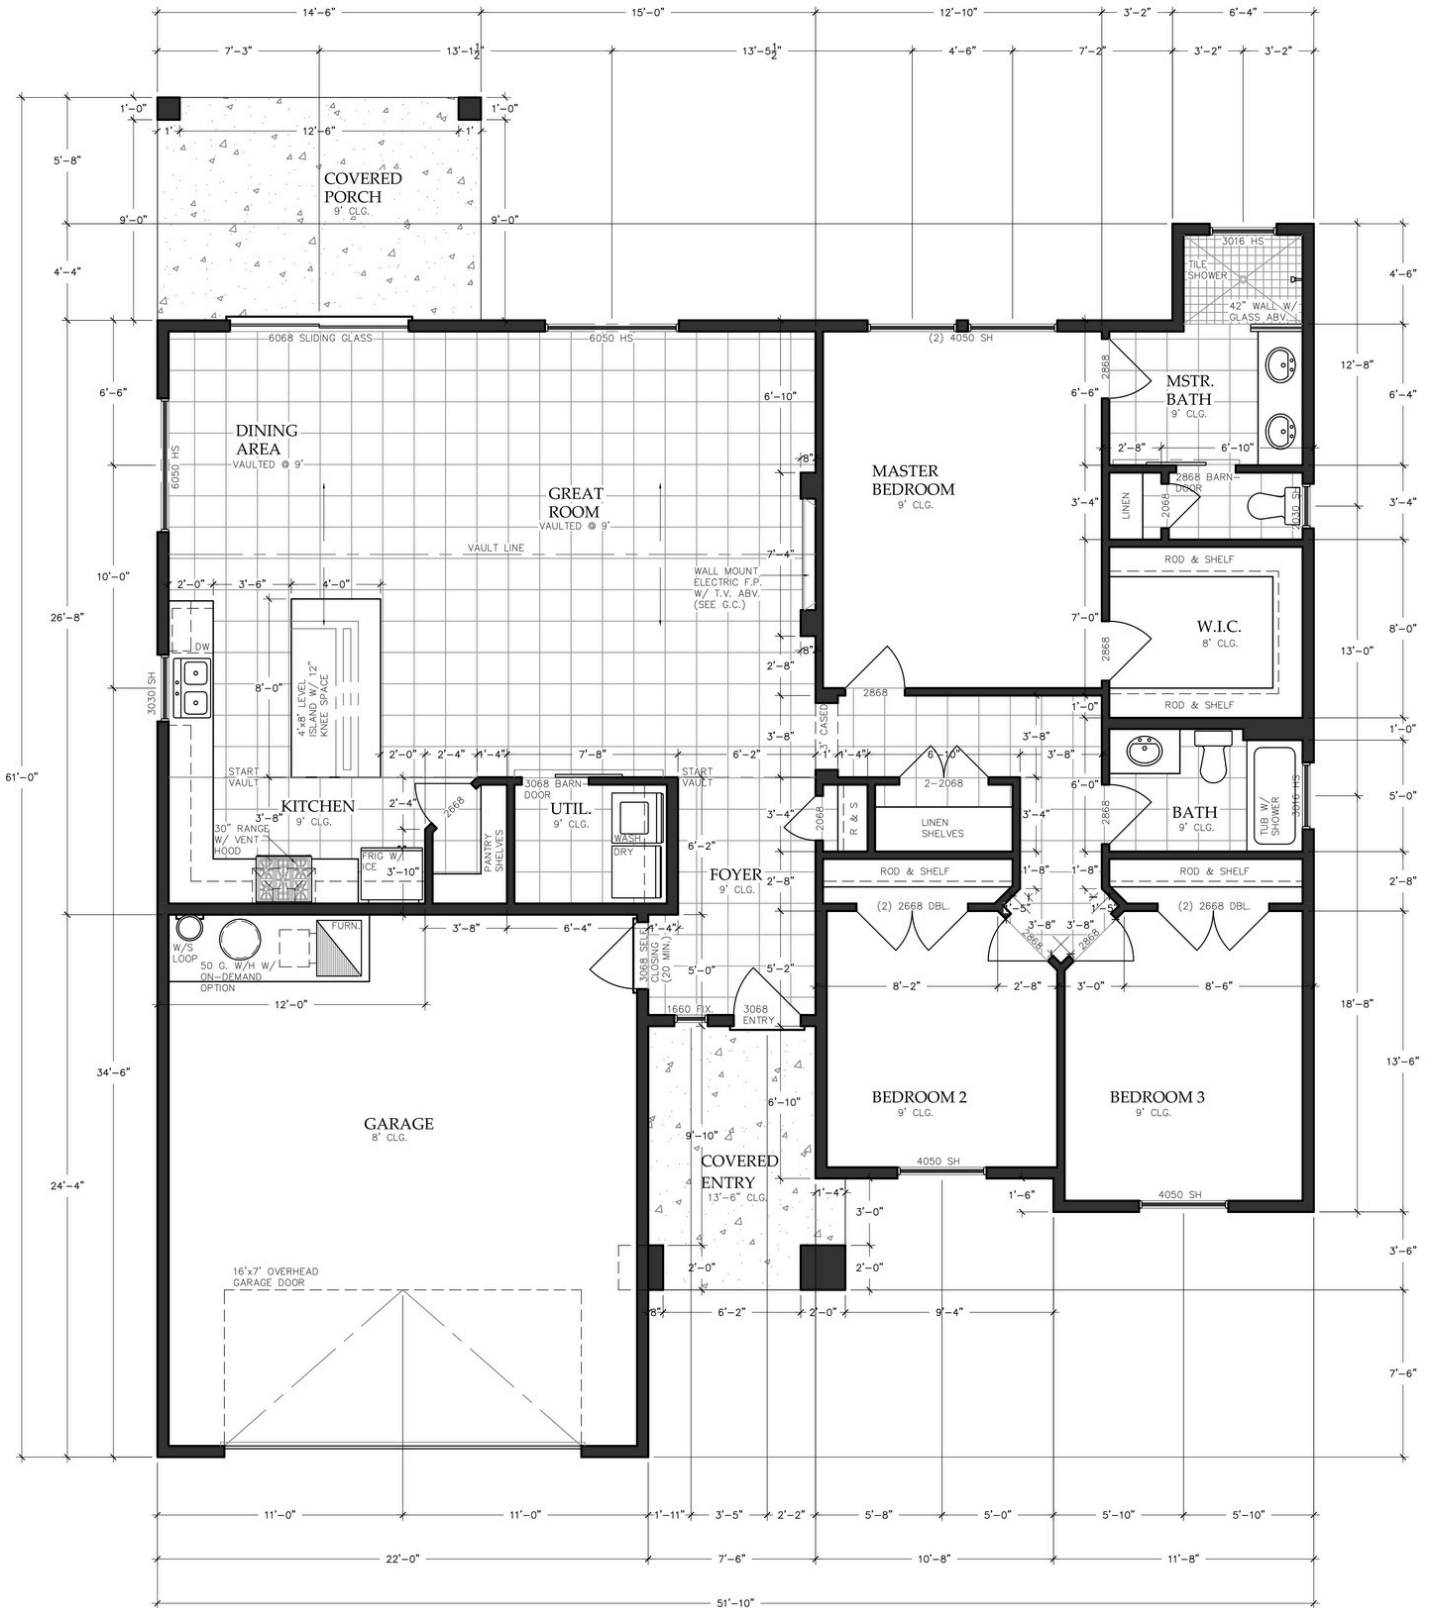 14'-6"
15'-0"
12'-10"
3'-2"
6'-4"
7'-3"
13'-1½"
13'-5½"
4'-6"
7'-2"
3'-2"
3'-2"
1'-0"
1'-0"
1'
12'-6"
1'
5'-8"
COVERED
PORCH
9' CLG.
9'-0"
9'-0"
4'-4"
3016 HS
TILE
SHOWER
42" WALL W/
GLASS ABV.
4'-6"
6068 SLIDING GLASS
6050 HS
(2) 4050 SH
2868
12'-8"
6'-6"
6'-10"
6'-6"
MSTR.
BATH
9' CLG.
6'-4"
DINING
AREA
VAULTED @ 9'
6050 HS
8"
2'-8"
6'-10"
MASTER
BEDROOM
9' CLG.
GREAT
ROOM
VAULTED @ 9'
2868 BARN-
DOOR
LINEN
2068
2030 SH
3'-4"
3'-4"
VAULT LINE
7'-4"
ROD & SHELF
10'-0"
2'-0"
3'-6"
4'-0"
WALL MOUNT
ELECTRIC F.P.
W/ T.V. ABV.
(SEE G.C.)
26'-8"
7'-0"
W.I.C.
8' CLG.
8'-0"
DW
2868
13'-0"
8"
2'-8"
3030 SH
8'-0"
4'x8' LEVEL
ISLAND W/ 12"
KNEE SPACE
2868
ROD & SHELF
1'-0"
1'-0"
3' CASED
3'-8"
3'-8"
2'-0"
2'-4"
1'-4"
7'-8"
6'-2"
1'
1'-4"
6'-10"
3'-8"
61'-0"
START
VAULT
START
VAULT
3068 BARN-
DOOR
2-2068
6'-0"
TUB W/
SHOWER
3016 HS
5'-0"
KITCHEN
9' CLG.
2'-4"
2668
UTIL.
9' CLG.
3'-4"
2068
R & S
LINEN
SHELVES
3'-4"
2868
BATH
9' CLG.
3'-8"
30" RANGE
W/ VENT
HOOD
WASH
DRY
6'-2"
FRIG W/
ICE
3'-10"
PANTRY
SHELVES
FOYER
9' CLG.
2'-8"
ROD & SHELF
1'-8"
1'-8"
ROD & SHELF
2'-8"
(2) 2668 DBL.
(2) 2668 DBL.
3'-8"
3'-8"
2868
2868
W/S
LOOP
FURN.
3'-8"
6'-4"
1'-4"
3068 SELF
CLOSING
(20 MIN.)
50 G. W/H W/
ON-DEMAND
OPTION
5'-0"
5'-2"
8'-2"
2'-8"
3'-0"
8'-6"
12'-0"
1660 FIX.
3068
ENTRY
18'-8"
34'-6"
13'-6"
GARAGE
8' CLG.
6'-10"
BEDROOM 2
9' CLG.
BEDROOM 3
9' CLG.
9'-10"
COVERED
ENTRY
13'-6" CLG.
4050 SH
24'-4"
1'-4"
1'-6"
4050 SH
3'-0"
3'-6"
2'-0"
2'-0"
16'x7' OVERHEAD
GARAGE DOOR
8"
6'-2"
2'-0"
9'-4"
7'-6"
11'-0"
11'-0"
1'-11"
3'-5"
2'-2"
5'-8"
5'-0"
5'-10"
5'-10"
22'-0"
7'-6"
10'-8"
11'-8"
51'-10"